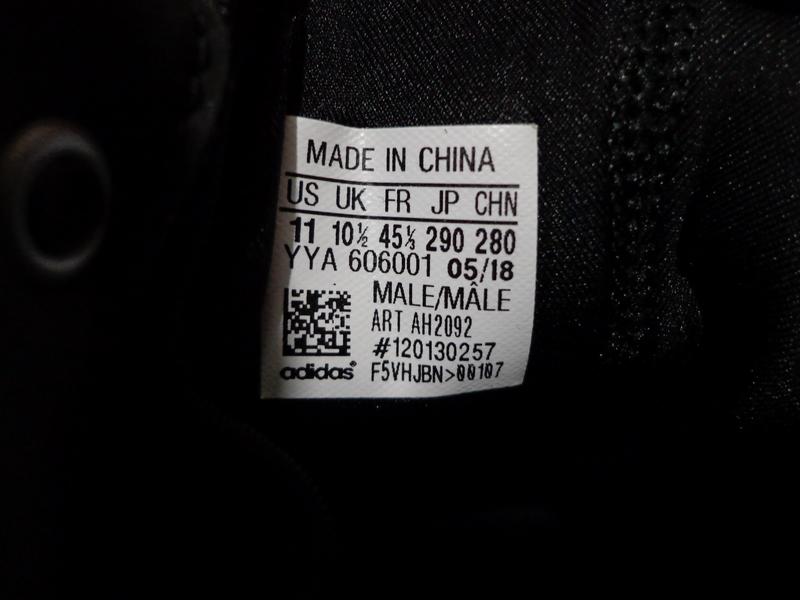 MADE IN CHINA
US UK FR JP CHN
11 10½ 45⅓ 290 280
YYA 606001 05/18
MALE/MÂLE
ART AH2092
#120130257
adidas® F5VHJBN>00107